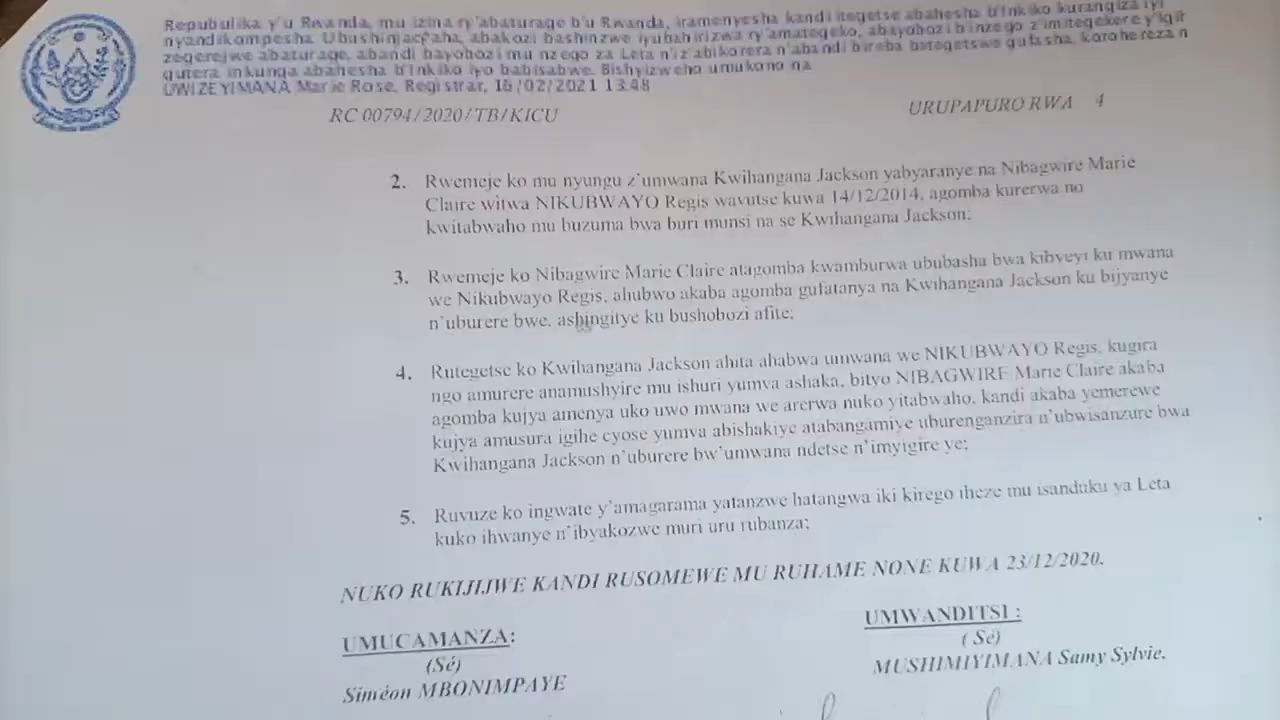 Repubulika y'u Rwanda, mu izina ry'abaturage b'u Rwanda, iramenyesha kandi itegetse abahesha b'Inkiko kurangiza iyi
nyandikompesha. Ubushinjacyaha, abakozi bashinzwe iyubahirizwa ry'amategeko, abayobozi b'inzego z'imitegekere y'igit
zegerejwe abaturage, abandi bayobozi mu nzego za Leta n'iz'abikorera n'abandi bireba bategetswe gufasha, korohereza n
gutera inkunga abahesha b'Inkiko iyo babisabwe. Bishyizweho umukono na
UWIZEYIMANA Marie Rose, Registrar, 16/02/2021 13:48
RC 00794/2020/TB/KICU
URUPAPURO RWA 4
2. Rwemeje ko mu nyungu z'umwana Kwihangana Jackson yabyaranye na Nibagwire Marie
Claire witwa NIKUBWAYO Regis wavutse kuwa 14/12/2014, agomba kurerwa no
kwitabwaho mu buzuma bwa buri munsi na se Kwihangana Jackson;
3. Rwemeje ko Nibagwire Marie Claire atagomba kwamburwa ububasha bwa kibyeyi ku mwana
we Nikubwayo Regis, ahubwo akaba agomba gufatanya na Kwihangana Jackson ku bijyanye
n'uburere bwe, ashingitye ku bushobozi afite;
4. Rutegetse ko Kwihangana Jackson ahita ahabwa umwana we NIKUBWAYO Regis, kugira
ngo amurere anamushyire mu ishuri yumva ashaka, bityo NIBAGWIRE Marie Claire akaba
agomba kujya amenya uko uwo mwana we arerwa nuko yitabwaho, kandi akaba yemerewe
kujya amusura igihe cyose yumva abishakiye atabangamiye uburenganzira n'ubwisanzure bwa
Kwihangana Jackson n'uburere bw'umwana ndetse n'imyigire ye;
5. Ruvuze ko ingwate y'amagarama yatanzwe hatangwa iki kirego iheze mu isanduku ya Leta
kuko ihwanye n'ibyakozwe muri uru rubanza;
NUKO RUKIJIJWE KANDI RUSOMEWE MU RUHAME NONE KUWA 23/12/2020.
UMUCAMANZA:
(Sé)
Siméon MBONIMPAYE
UMWANDITSI :
( Sé)
MUSHIMIYIMANA Samy Sylvie.